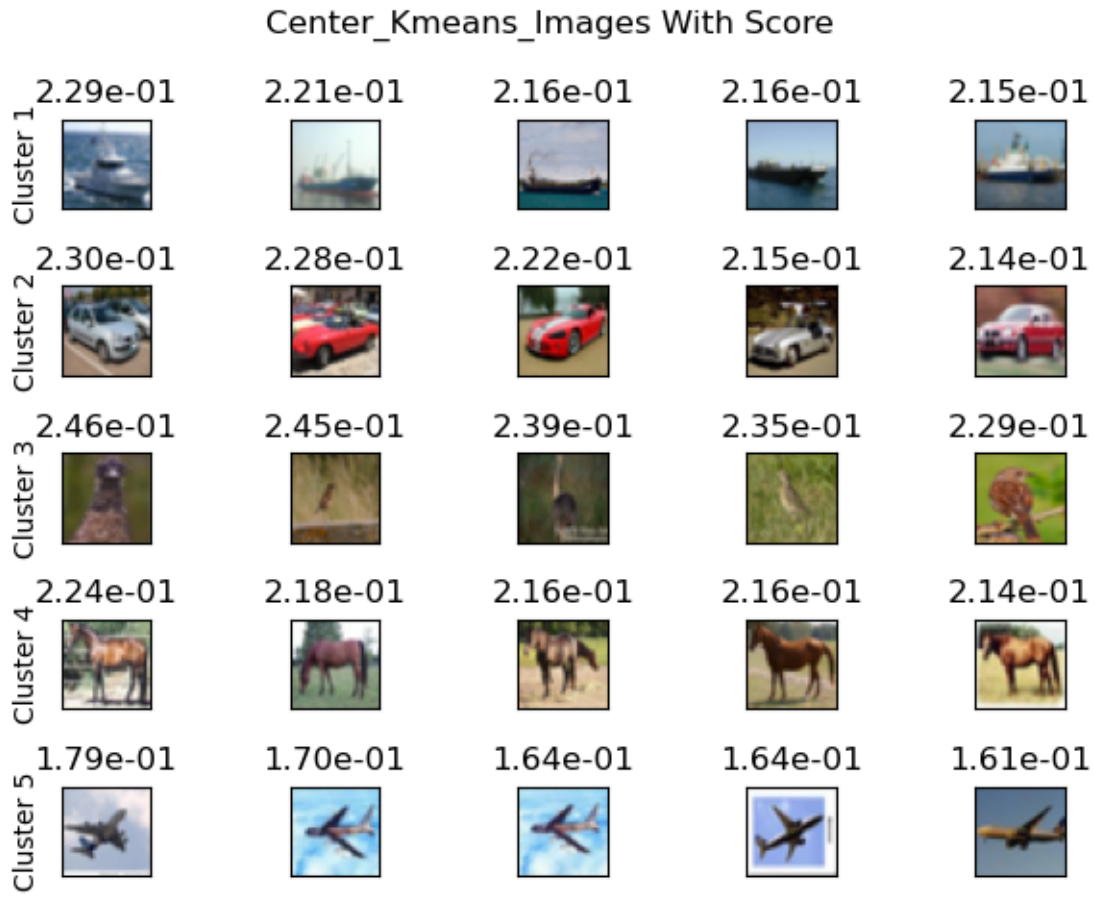 Center_Kmeans_Images With Score
2.29e-01 2.21e-01 2.16e-01 2.16e-01 2.15e-01
Cluster 1
2.30e-01 2.28e-01 2.22e-01 2.15e-01 2.14e-01
Cluster 2
2.46e-01 2.45e-01 2.39e-01 2.35e-01 2.29e-01
Cluster 3
2.24e-01 2.18e-01 2.16e-01 2.16e-01 2.14e-01
Cluster 4
1.79e-01 1.70e-01 1.64e-01 1.64e-01 1.61e-01
Cluster 5